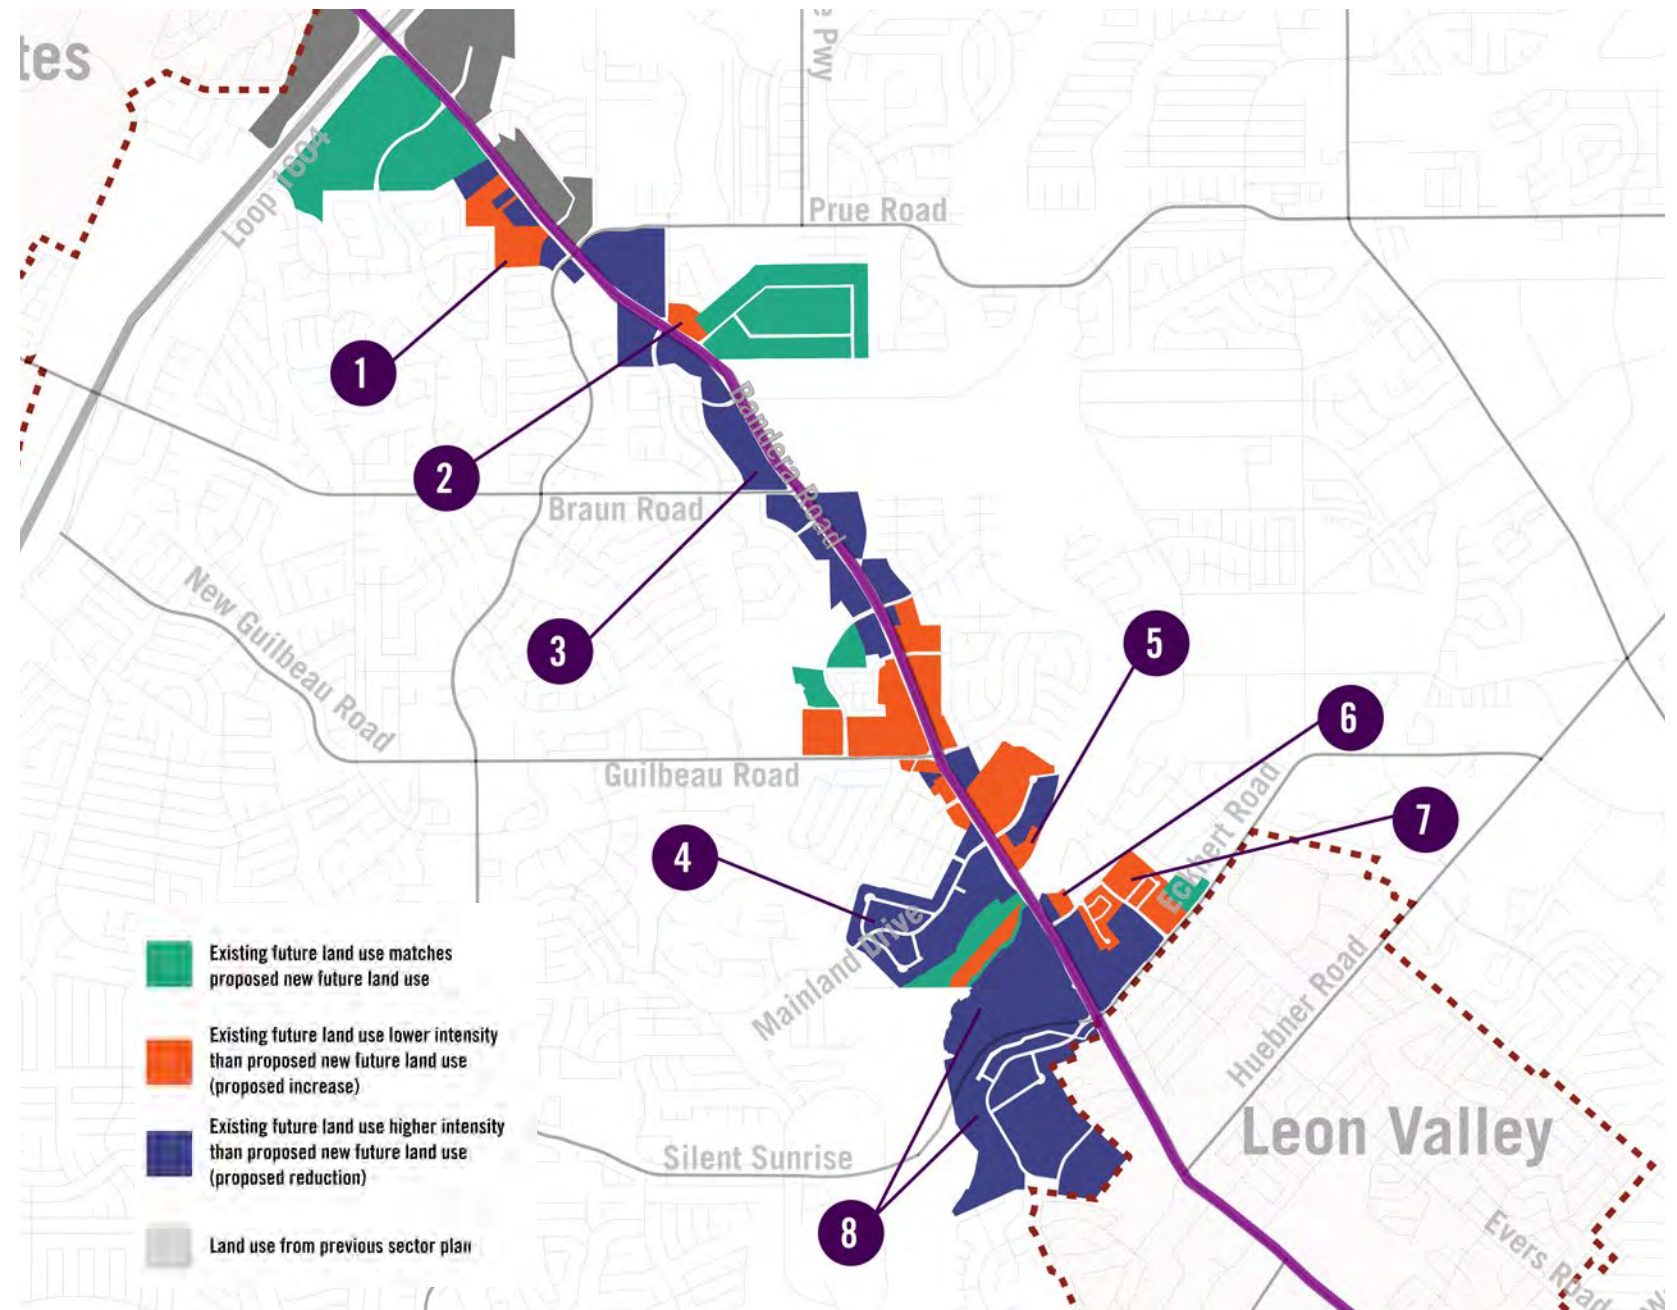 tes
e Pwy
Loop 1604
Prue Road
1
2
Bandera Road
Braun Road
3
New Guilbeau Road
5
6
Guilbeau Road
Eckhert Road
7
4
Mainland Drive
Huebner Road
Existing future land use matches
proposed new future land use
Existing future land use lower intensity
than proposed new future land use
(proposed increase)
Existing future land use higher intensity
than proposed new future land use
(proposed reduction)
Land use from previous sector plan
Leon Valley
Silent Sunrise
8
Evers Road